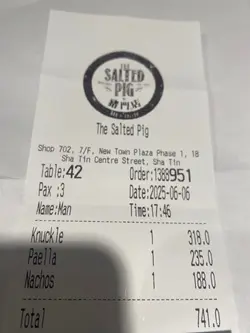 THE
SALTED
PIG
The Salted Pig
Shop 702, 7/F, New Town Plaza Phase 1, 18
Sha Tin Centre Street, Sha Tin
Table:42 Order:1388951
Pax :3 Date:2025-06-06
Name:Man Time:17:46
Knuckle 1 318.0
Paella 1 235.0
Nachos 1 188.0
Total 741.0